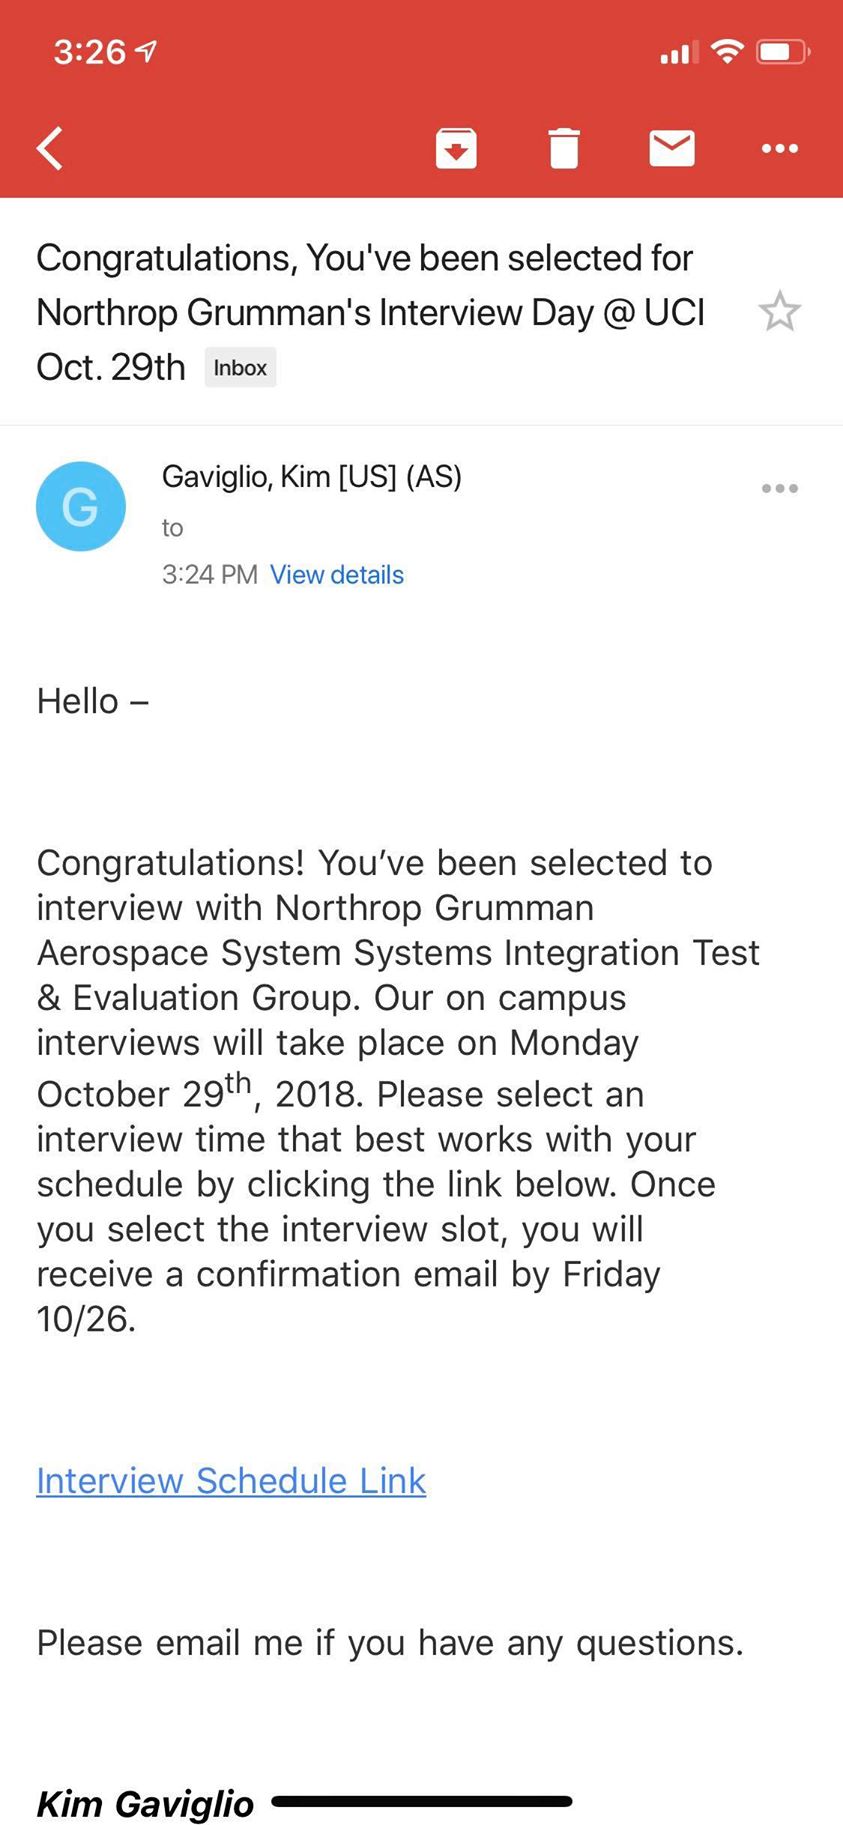 3:26
Congratulations, You've been selected for
Northrop Grumman's Interview Day @ UCI
Oct. 29th Inbox
G
Gaviglio, Kim [US] (AS)
to
3:24 PM View details
Hello –
Congratulations! You’ve been selected to
interview with Northrop Grumman
Aerospace System Systems Integration Test
& Evaluation Group. Our on campus
interviews will take place on Monday
October 29th, 2018. Please select an
interview time that best works with your
schedule by clicking the link below. Once
you select the interview slot, you will
receive a confirmation email by Friday
10/26.
Interview Schedule Link
Please email me if you have any questions.
Kim Gaviglio